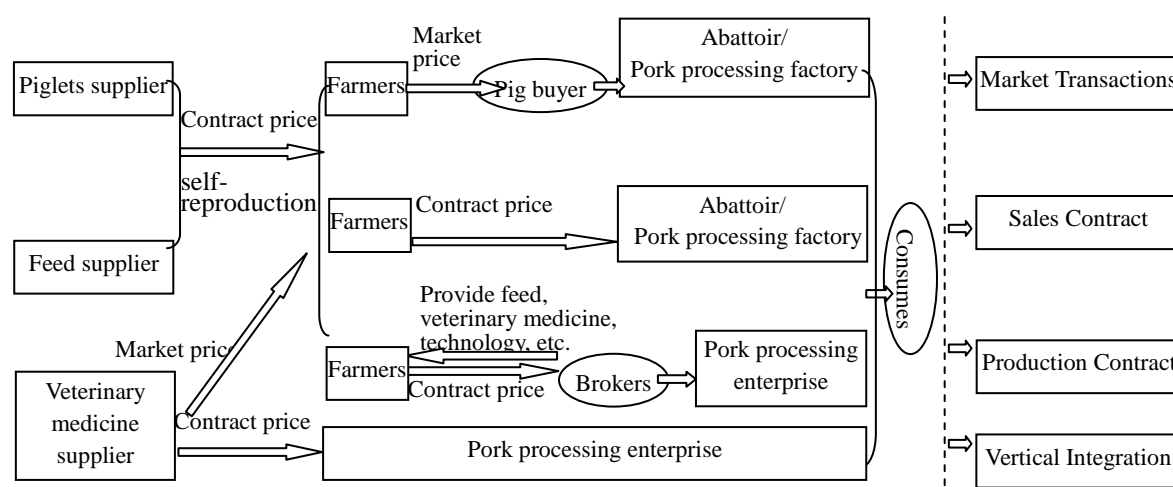 Piglets supplier
Feed supplier
Veterinary
medicine
supplier
Contract price
self-
reproduction
Market price
Contract price
Farmers
Market
price
Pig buyer
Abattoir/
Pork processing factory
Farmers
Contract price
Abattoir/
Pork processing factory
Farmers
Provide feed,
veterinary medicine,
technology, etc.
Contract price
Brokers
Pork processing
enterprise
Pork processing enterprise
Consumes
Market Transactions
Sales Contract
Production Contract
Vertical Integration